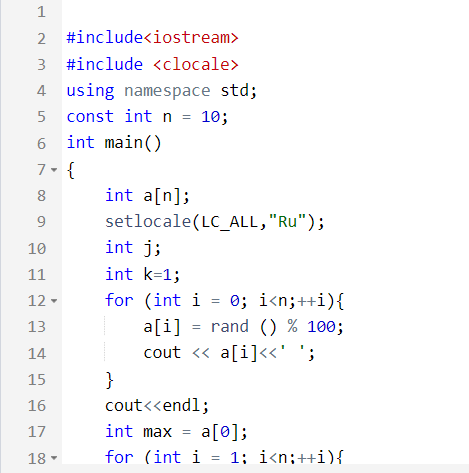 1
2 #include<iostream>
3 #include <clocale>
4 using namespace std;
5 const int n = 10;
6 int main()
7 {
8     int a[n];
9     setlocale(LC_ALL,"Ru");
10     int j;
11     int k=1;
12     for (int i = 0; i<n;++i){
13         a[i] = rand () % 100;
14         cout << a[i]<<' ';
15     }
16     cout<<endl;
17     int max = a[0];
18     for (int i = 1; i<n;++i){